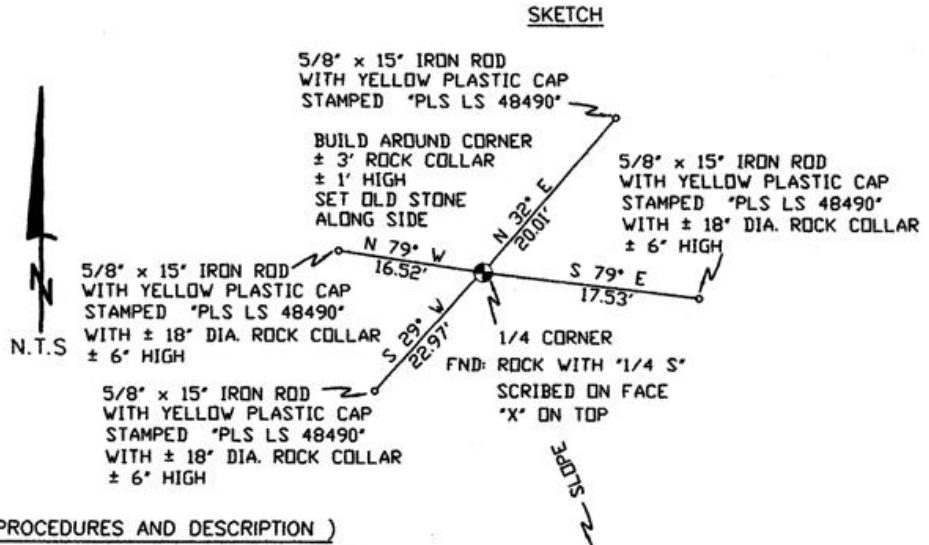 SKETCH
5/8" x 15" IRON ROD
WITH YELLOW PLASTIC CAP
STAMPED "PLS LS 48490"
BUILD AROUND CORNER
± 3' ROCK COLLAR
± 1' HIGH
SET OLD STONE
ALONG SIDE
5/8" x 15" IRON ROD
WITH YELLOW PLASTIC CAP
STAMPED "PLS LS 48490"
WITH ± 18" DIA. ROCK COLLAR
± 6" HIGH
N 32° E
20.01'
N 79° W
16.52'
S 79° E
17.53'
S 29° W
22.97'
N
N.T.S
5/8" x 15" IRON ROD
WITH YELLOW PLASTIC CAP
STAMPED "PLS LS 48490"
WITH ± 18" DIA. ROCK COLLAR
± 6" HIGH
1/4 CORNER
FND: ROCK WITH "1/4 S"
SCRIBED ON FACE
"X" ON TOP
5/8" x 15" IRON ROD
WITH YELLOW PLASTIC CAP
STAMPED "PLS LS 48490"
WITH ± 18" DIA. ROCK COLLAR
± 6" HIGH
SLOPE
PROCEDURES AND DESCRIPTION )